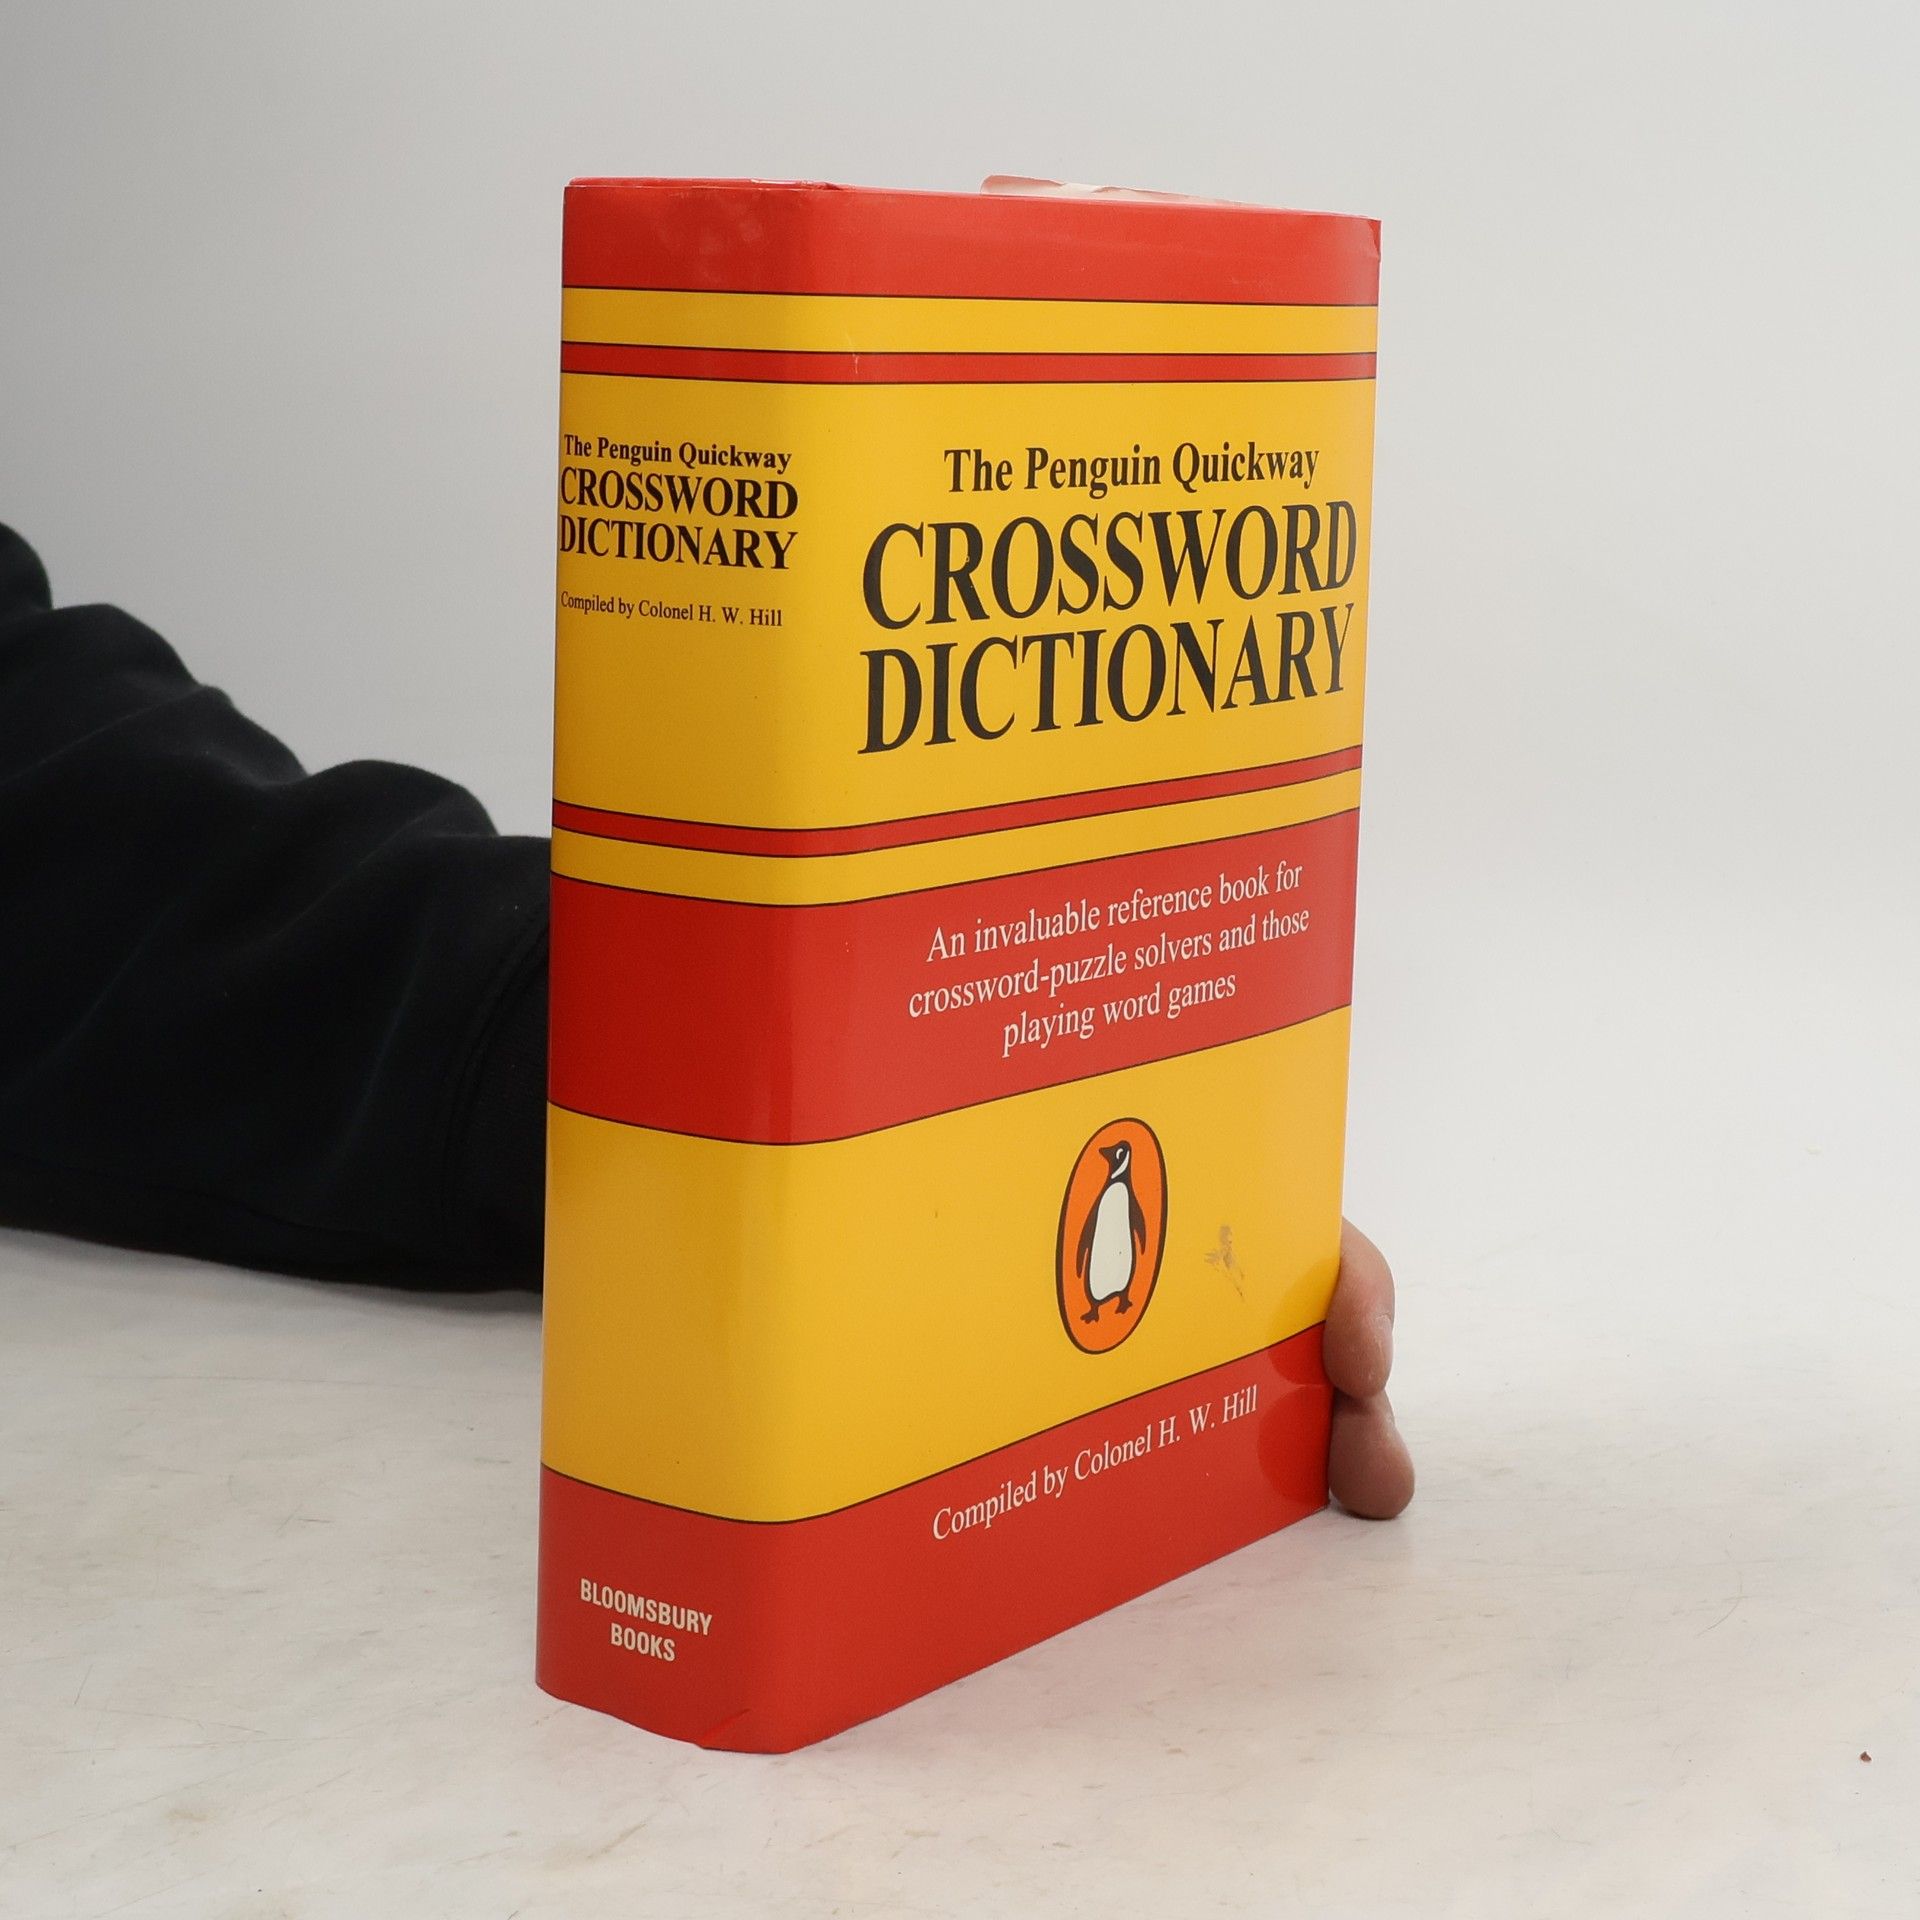 The Penguin Quickway
CROSSWORD
DICTIONARY
Compiled by Colonel H. W. Hill
BLOOMSBURY
BOOKS
The Penguin Quickway
CROSSWORD
DICTIONARY
An invaluable reference book for
crossword-puzzle solvers and those
playing word games
Compiled by Colonel H. W. Hill